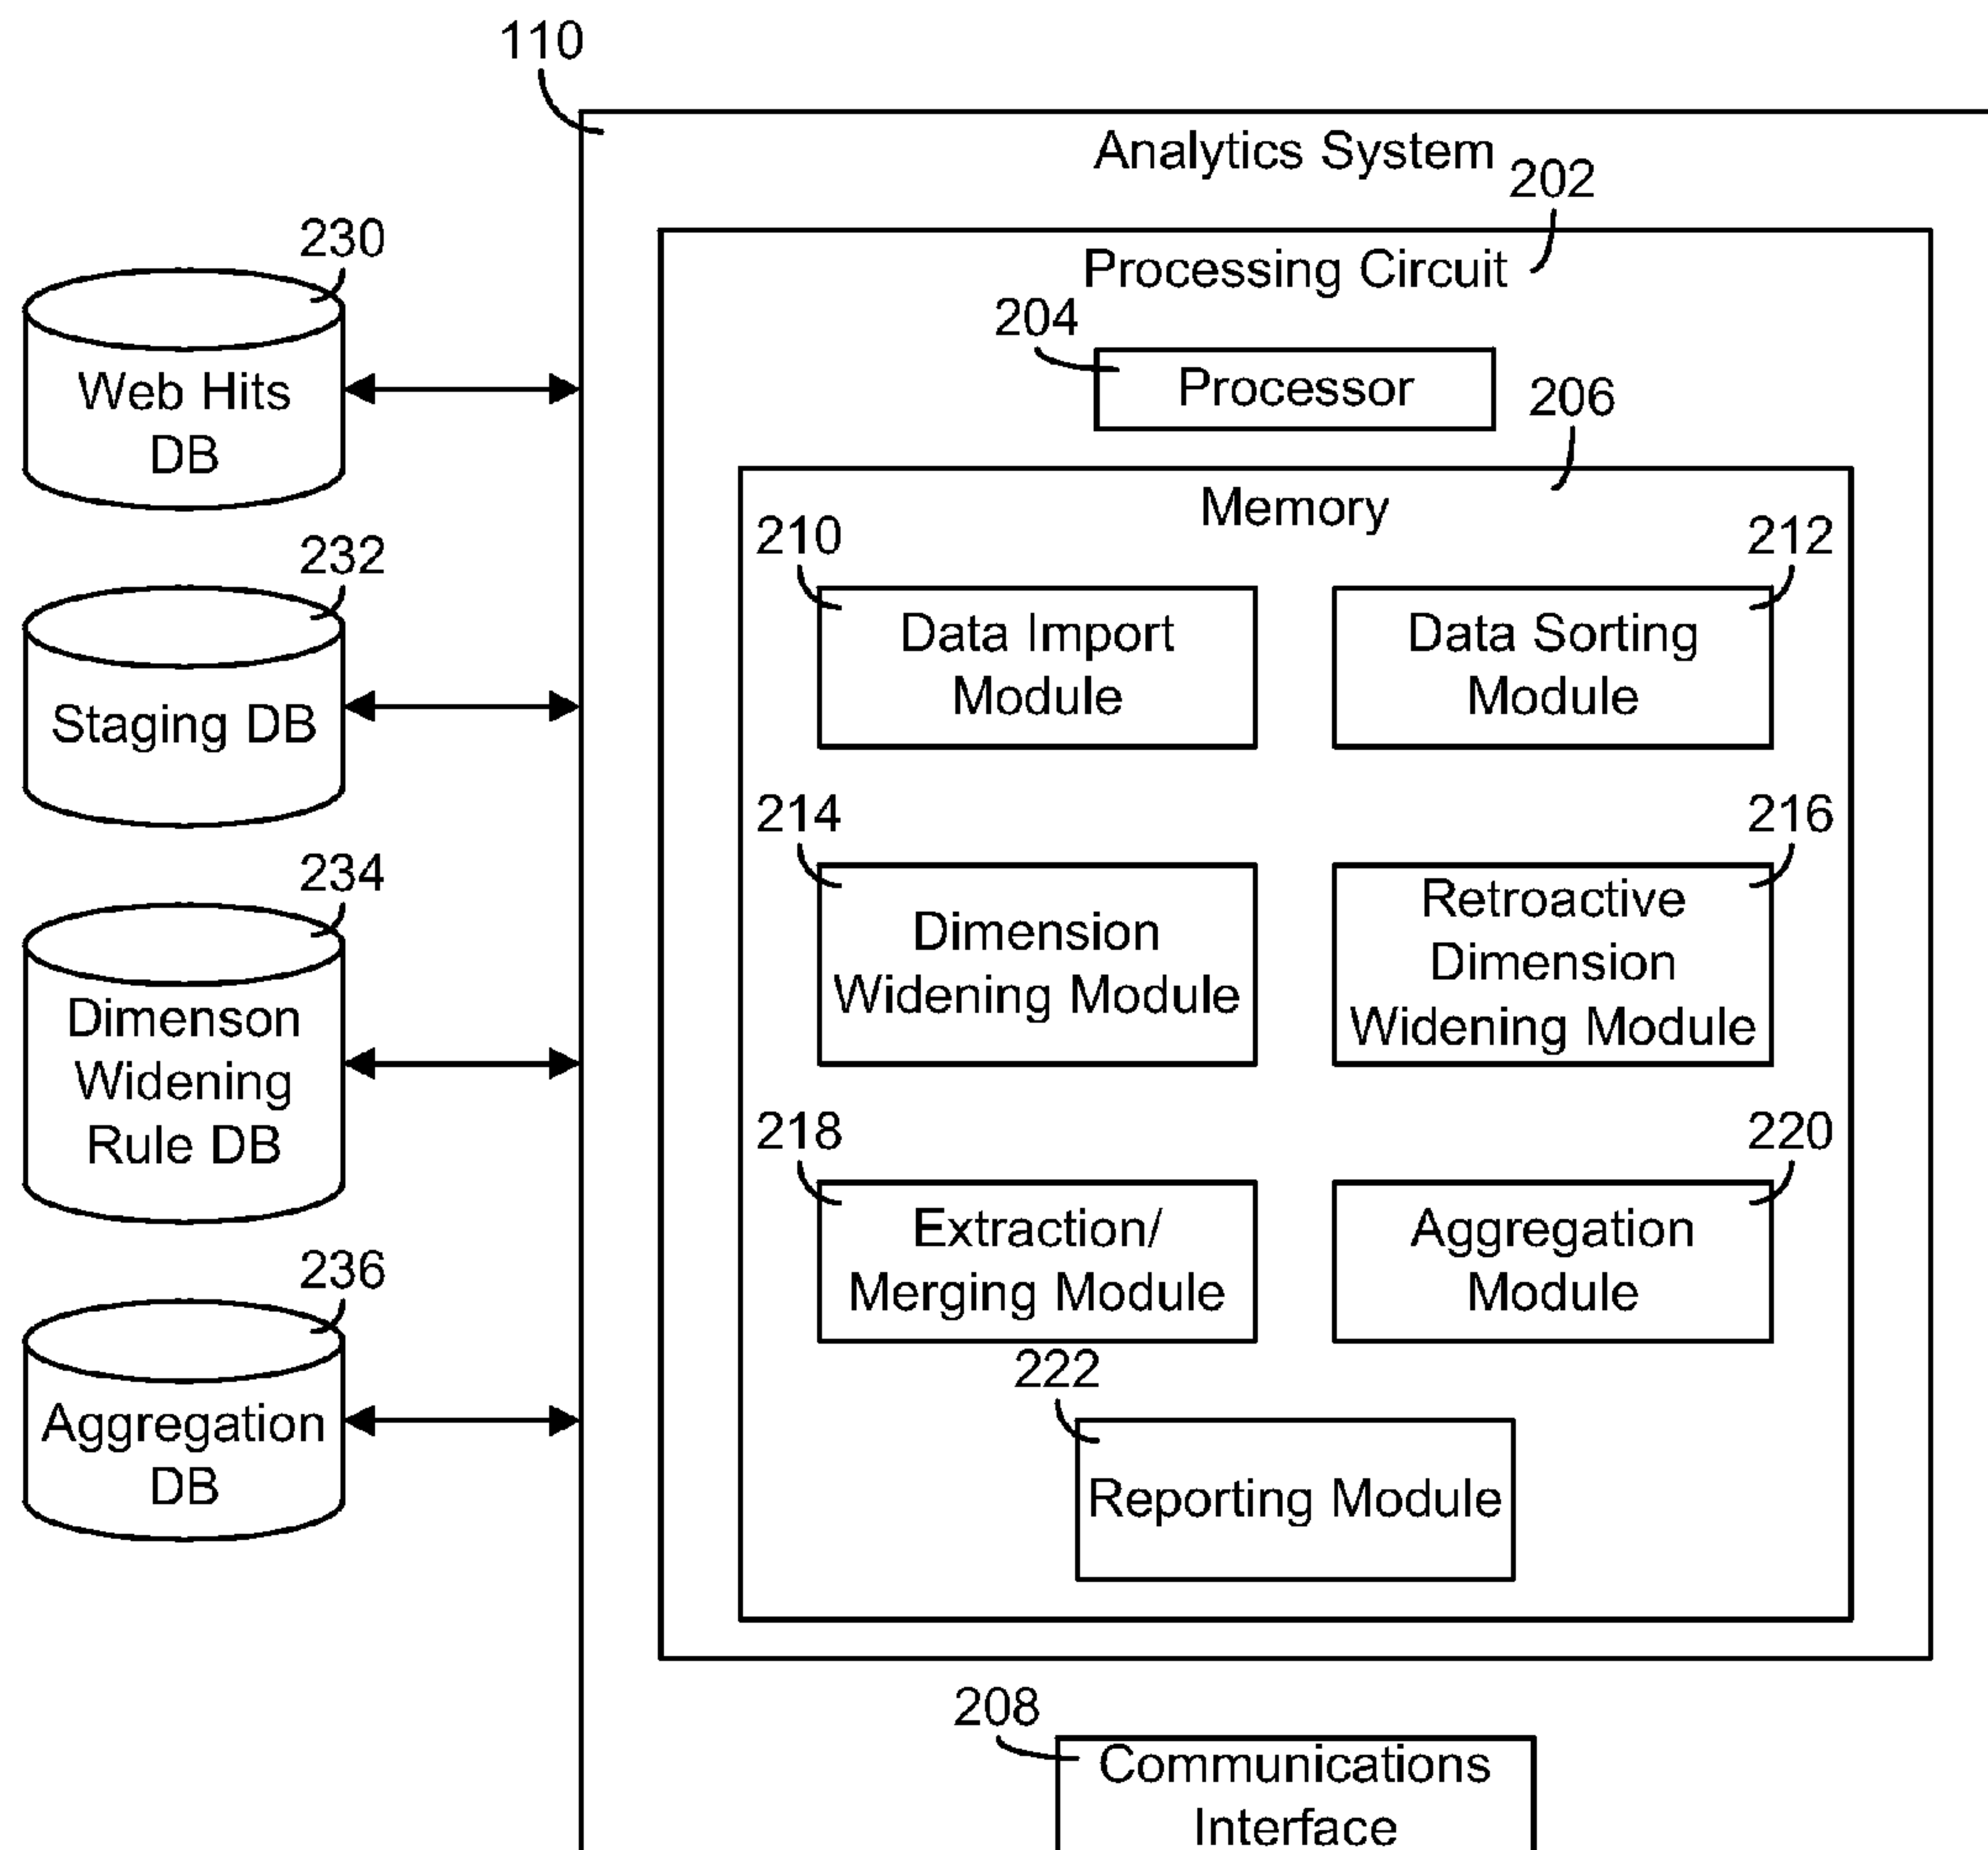 110
Analytics System
202
Processing Circuit
204
Processor
206
Memory
210
Data Import
Module
212
Data Sorting
Module
214
Dimension
Widening Module
216
Retroactive
Dimension
Widening Module
218
Extraction/
Merging Module
220
Aggregation
Module
222
Reporting Module
208
Communications
Interface
230
Web Hits
DB
232
Staging DB
234
Dimenson
Widening
Rule DB
236
Aggregation
DB